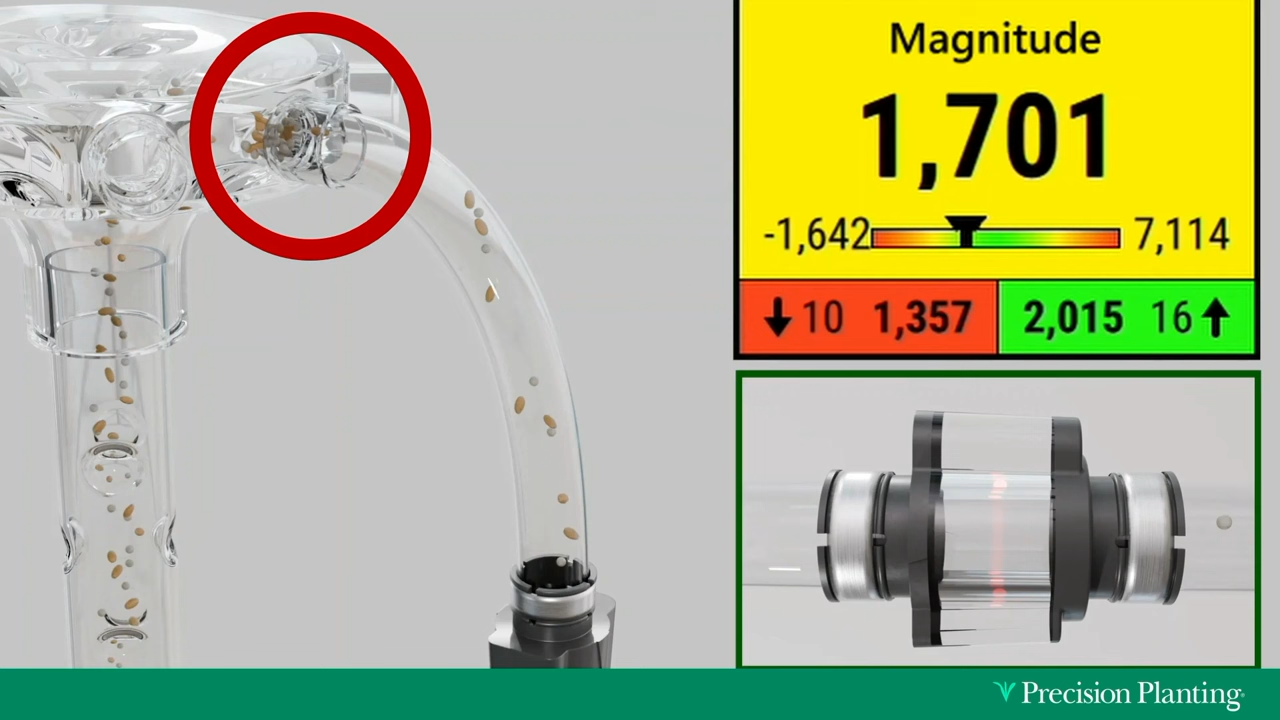 Magnitude
1,701
-1,642 7,114
10 1,357 2,015 16
Precision Planting